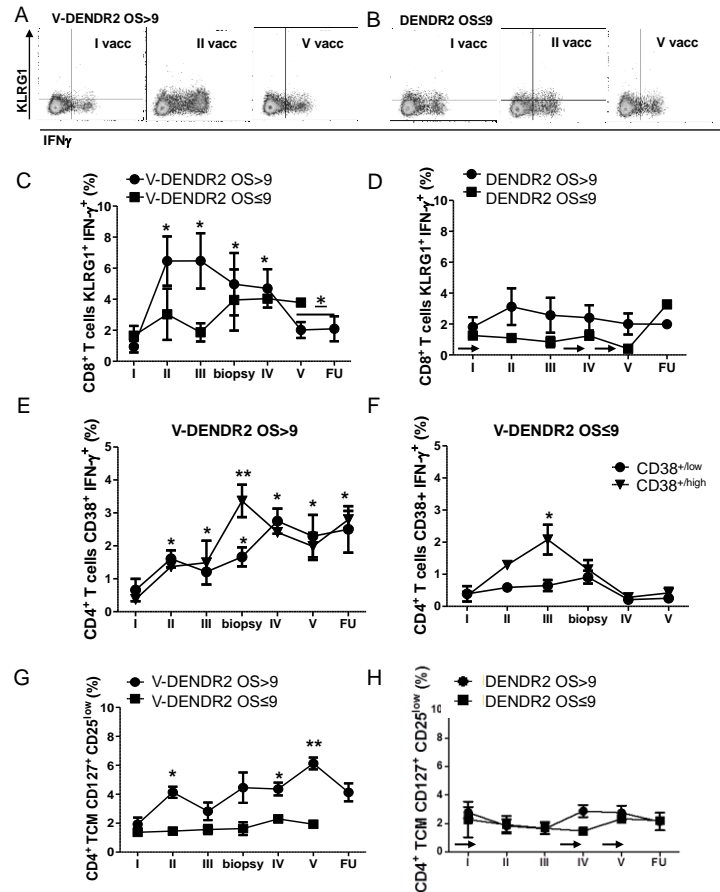 A V-DENDR2 OS>9 B DENDR2 OS≤9
I vacc II vacc V vacc I vacc II vacc V vacc
KLRG1
IFNγ
C
V-DENDR2 OS>9
V-DENDR2 OS≤9
CD8+ T cells KLRG1+ IFN-γ+ (%)
10
8
6
4
2
0
* * * * *
I II III biopsy IV V FU
D
DENDR2 OS>9
DENDR2 OS≤9
CD8+ T cells KLRG1+ IFN-γ+ (%)
10
8
6
4
2
0
I II III IV V FU
E
V-DENDR2 OS>9
CD4+ T cells CD38+ IFN-γ+ (%)
5
4
3
2
1
0
* * ** * * * *
I II III biopsy IV V FU
F
V-DENDR2 OS≤9
CD38+/low
CD38+/high
CD4+ T cells CD38+ IFN-γ+ (%)
5
4
3
2
1
0
*
I II III biopsy IV V
G
V-DENDR2 OS>9
V-DENDR2 OS≤9
CD4+ TCM CD127+ CD25low (%)
10
8
6
4
2
0
* * **
I II III biopsy IV V FU
H
DENDR2 OS>9
DENDR2 OS≤9
CD4+ TCM CD127+ CD25low (%)
10
8
6
4
2
0
I II III IV V FU